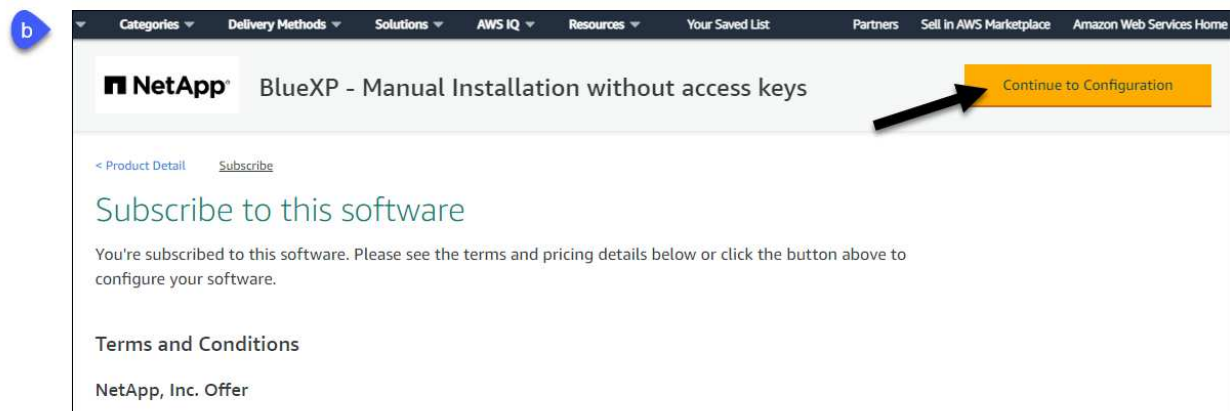 b
Categories Delivery Methods Solutions AWS IQ Resources Your Saved List Partners Sell in AWS Marketplace Amazon Web Services Home
NetApp BlueXP - Manual Installation without access keys Continue to Configuration
< Product Detail Subscribe
Subscribe to this software
You're subscribed to this software. Please see the terms and pricing details below or click the button above to
configure your software.
Terms and Conditions
NetApp, Inc. Offer